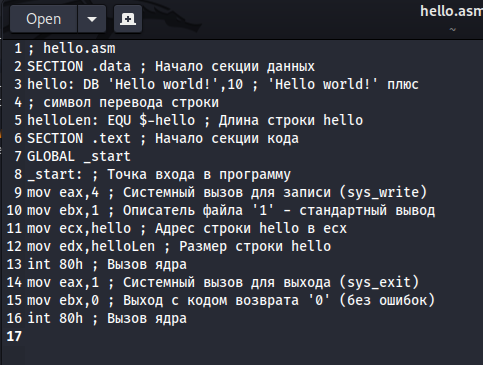 Open
hello.asm
~
1 ; hello.asm
2 SECTION .data ; Начало секции данных
3 hello: DB 'Hello world!',10 ; 'Hello world!' плюс
4 ; символ перевода строки
5 helloLen: EQU $-hello ; Длина строки hello
6 SECTION .text ; Начало секции кода
7 GLOBAL _start
8 _start: ; Точка входа в программу
9 mov eax,4 ; Системный вызов для записи (sys_write)
10 mov ebx,1 ; Описатель файла '1' - стандартный вывод
11 mov ecx,hello ; Адрес строки hello в ecx
12 mov edx,helloLen ; Размер строки hello
13 int 80h ; Вызов ядра
14 mov eax,1 ; Системный вызов для выхода (sys_exit)
15 mov ebx,0 ; Выход с кодом возврата '0' (без ошибок)
16 int 80h ; Вызов ядра
17